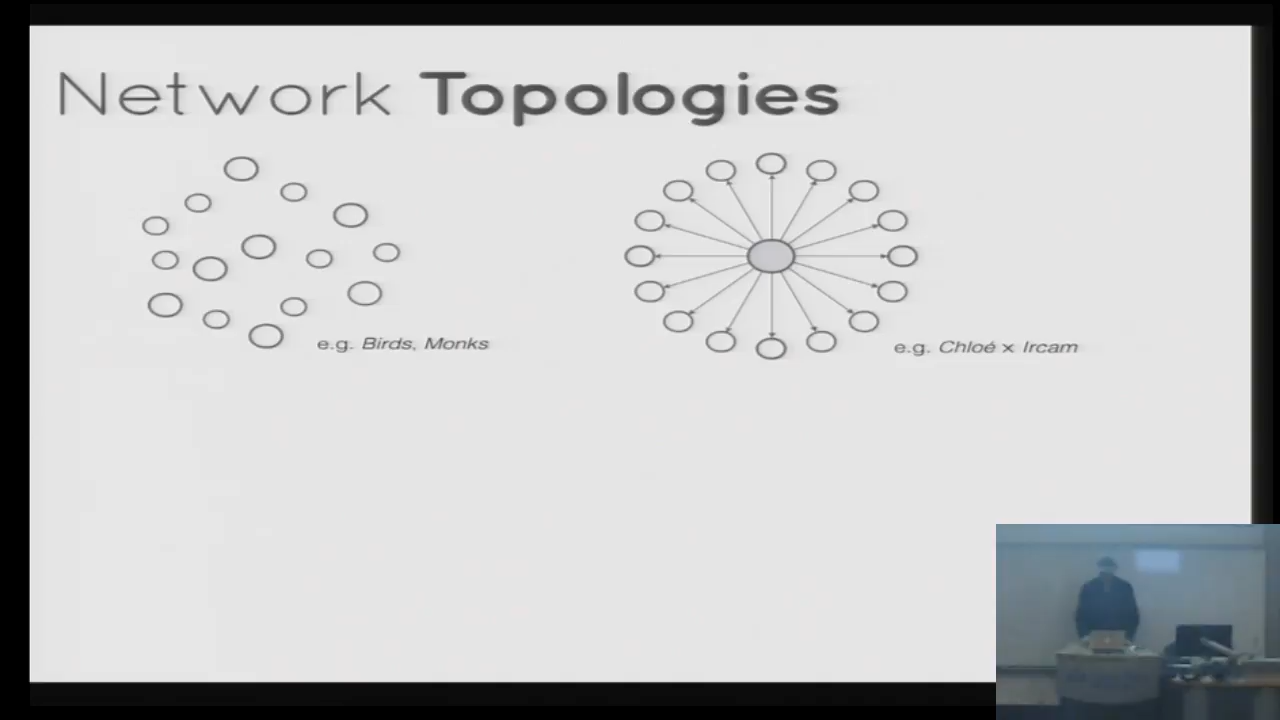 Network Topologies
e.g. Birds, Monks
e.g. Chloé × Ircam